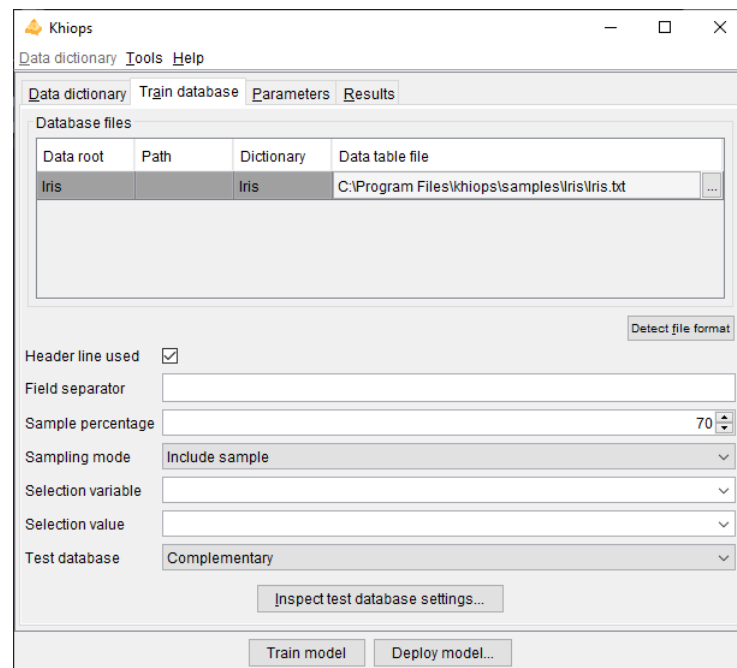 Khiops
Data dictionary Tools Help
Data dictionary Train database Parameters Results
Database files
Data root Path Dictionary Data table file
Iris Iris C:\Program Files\khiops\samples\Iris\Iris.txt ...
Detect file format
Header line used
Field separator
Sample percentage 70
Sampling mode Include sample
Selection variable
Selection value
Test database Complementary
Inspect test database settings...
Train model Deploy model...